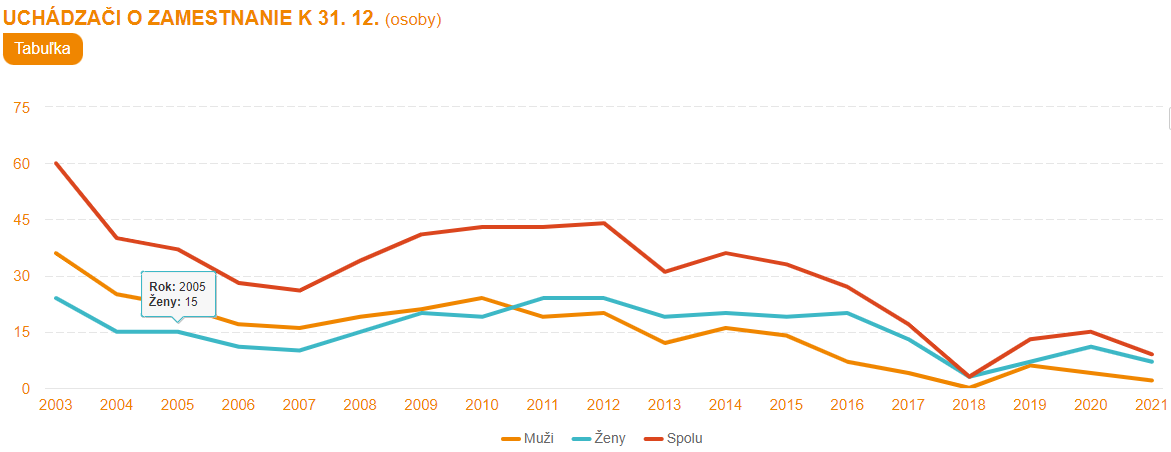 UCHÁDZAČI O ZAMESTNANIE K 31. 12. (osoby)
Tabuľka
75
60
45
30
Rok: 2005
Ženy: 15
15
0
2003 2004 2005 2006 2007 2008 2009 2010 2011 2012 2013 2014 2015 2016 2017 2018 2019 2020 2021
Muži Ženy Spolu